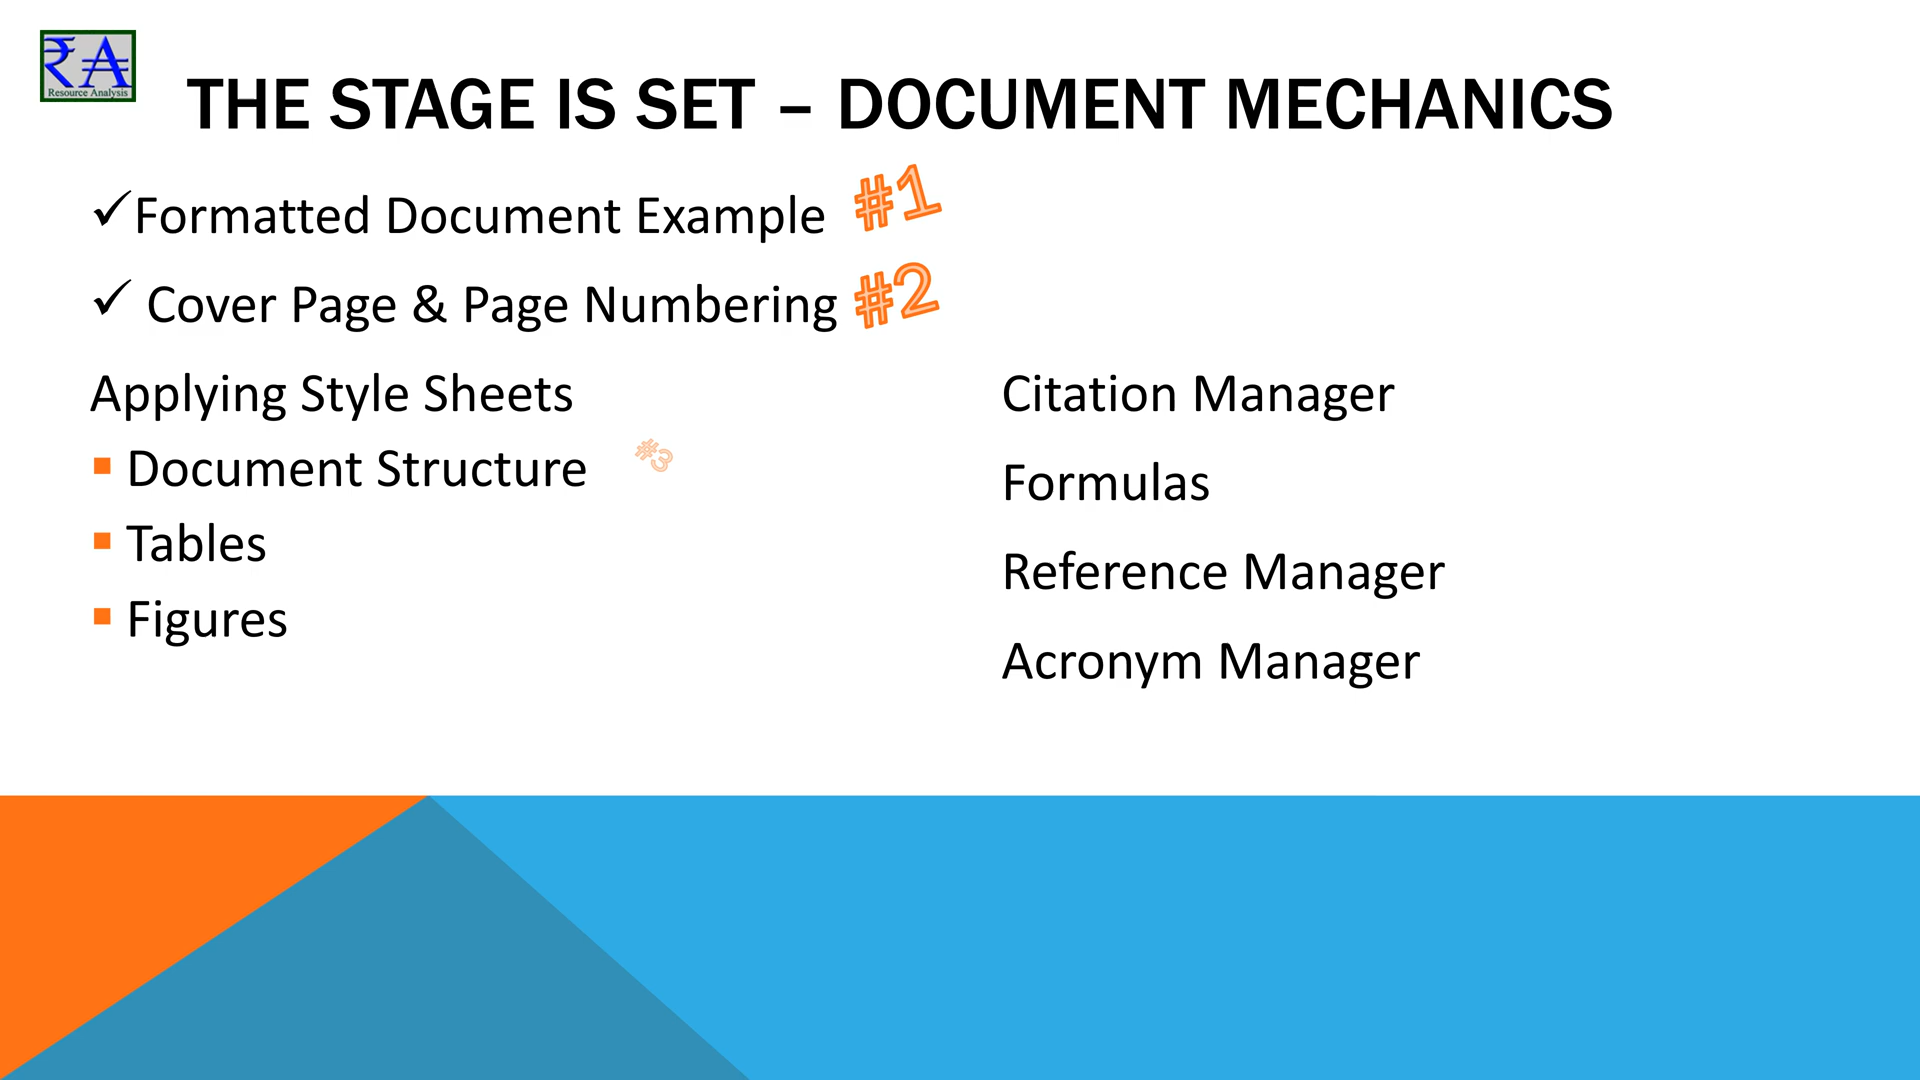 ₹A
Resource Analysis
THE STAGE IS SET – DOCUMENT MECHANICS
✓Formatted Document Example #1
✓ Cover Page & Page Numbering #2
Applying Style Sheets
▪ Document Structure #3
▪ Tables
▪ Figures
Citation Manager
Formulas
Reference Manager
Acronym Manager